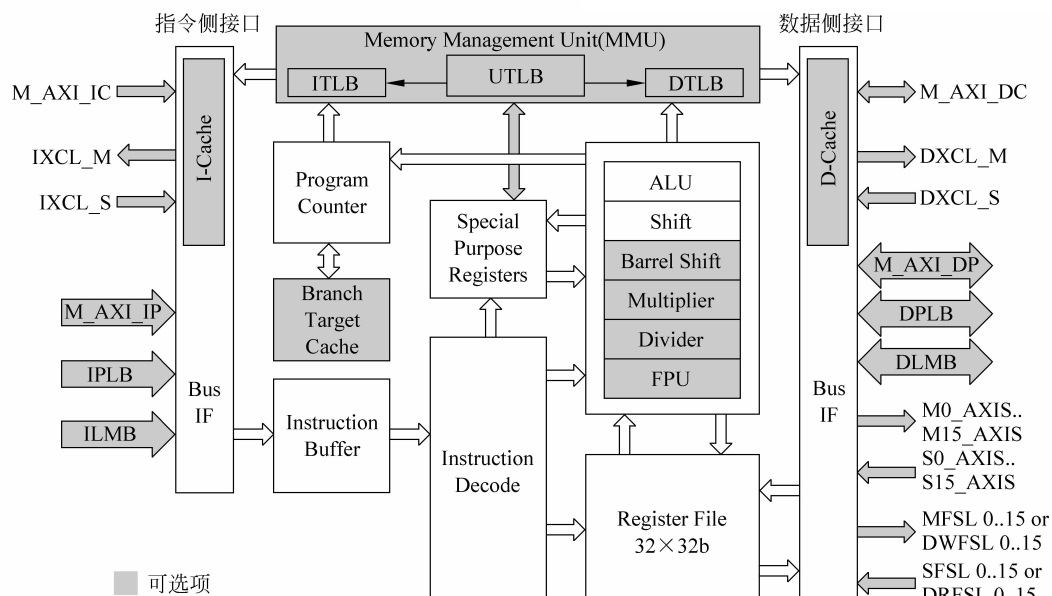 指令侧接口
数据侧接口
Memory Management Unit(MMU)
ITLB
UTLB
DTLB
M_AXI_IC
IXCL_M
IXCL_S
I-Cache
Program
Counter
Special
Purpose
Registers
ALU
Shift
Barrel Shift
Multiplier
Divider
FPU
D-Cache
M_AXI_DC
DXCL_M
DXCL_S
M_AXI_IP
IPLB
ILMB
Bus
IF
Branch
Target
Cache
Instruction
Buffer
Instruction
Decode
Register File
32×32b
Bus
IF
M_AXI_DP
DPLB
DLMB
M0_AXIS..
M15_AXIS
S0_AXIS..
S15_AXIS
MFSL 0..15 or
DWFSL 0..15
SFSL 0..15 or
DRFSL 0..15
可选项